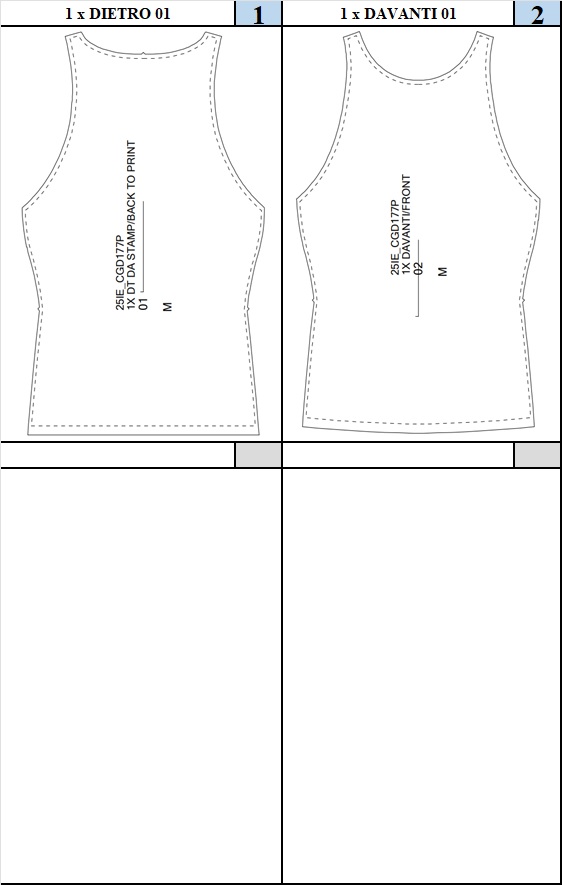 1 x DIETRO 01
1
1 x DAVANTI 01
2
25IE_CGD177P
1X DT DA STAMP/BACK TO PRINT
01
M
25IE_CGD177P
1X DAVANTI/FRONT
02
M